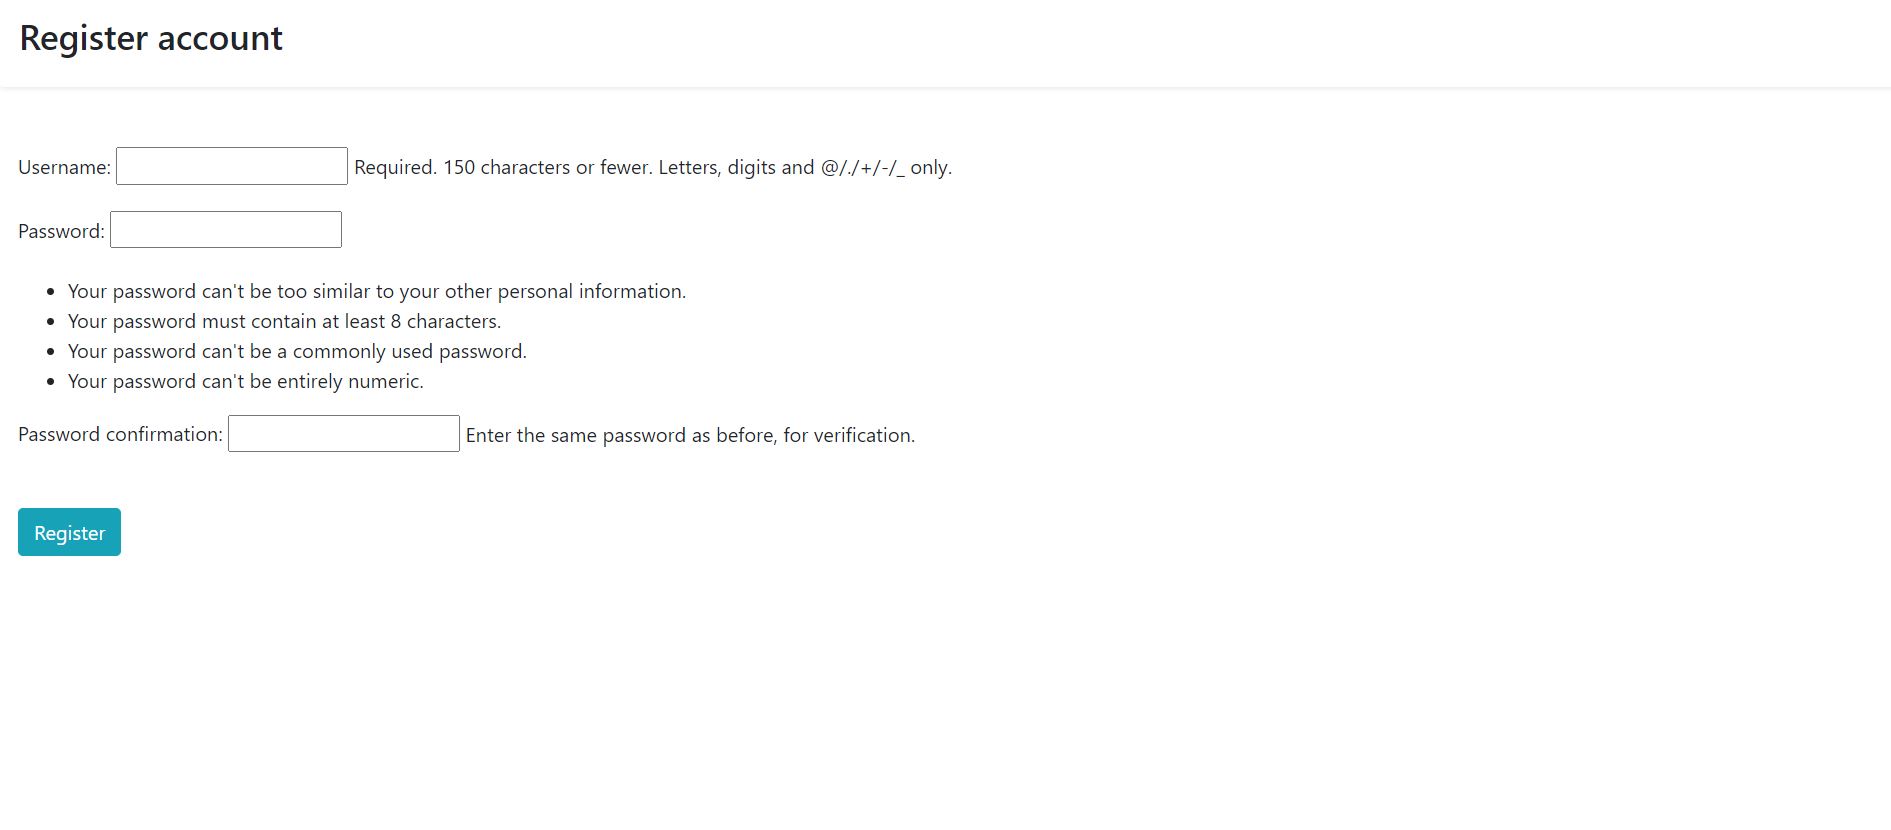 Register account
Username: Required. 150 characters or fewer. Letters, digits and @/./+/-/_ only.
Password:
Your password can't be too similar to your other personal information.
Your password must contain at least 8 characters.
Your password can't be a commonly used password.
Your password can't be entirely numeric.
Password confirmation: Enter the same password as before, for verification.
Register